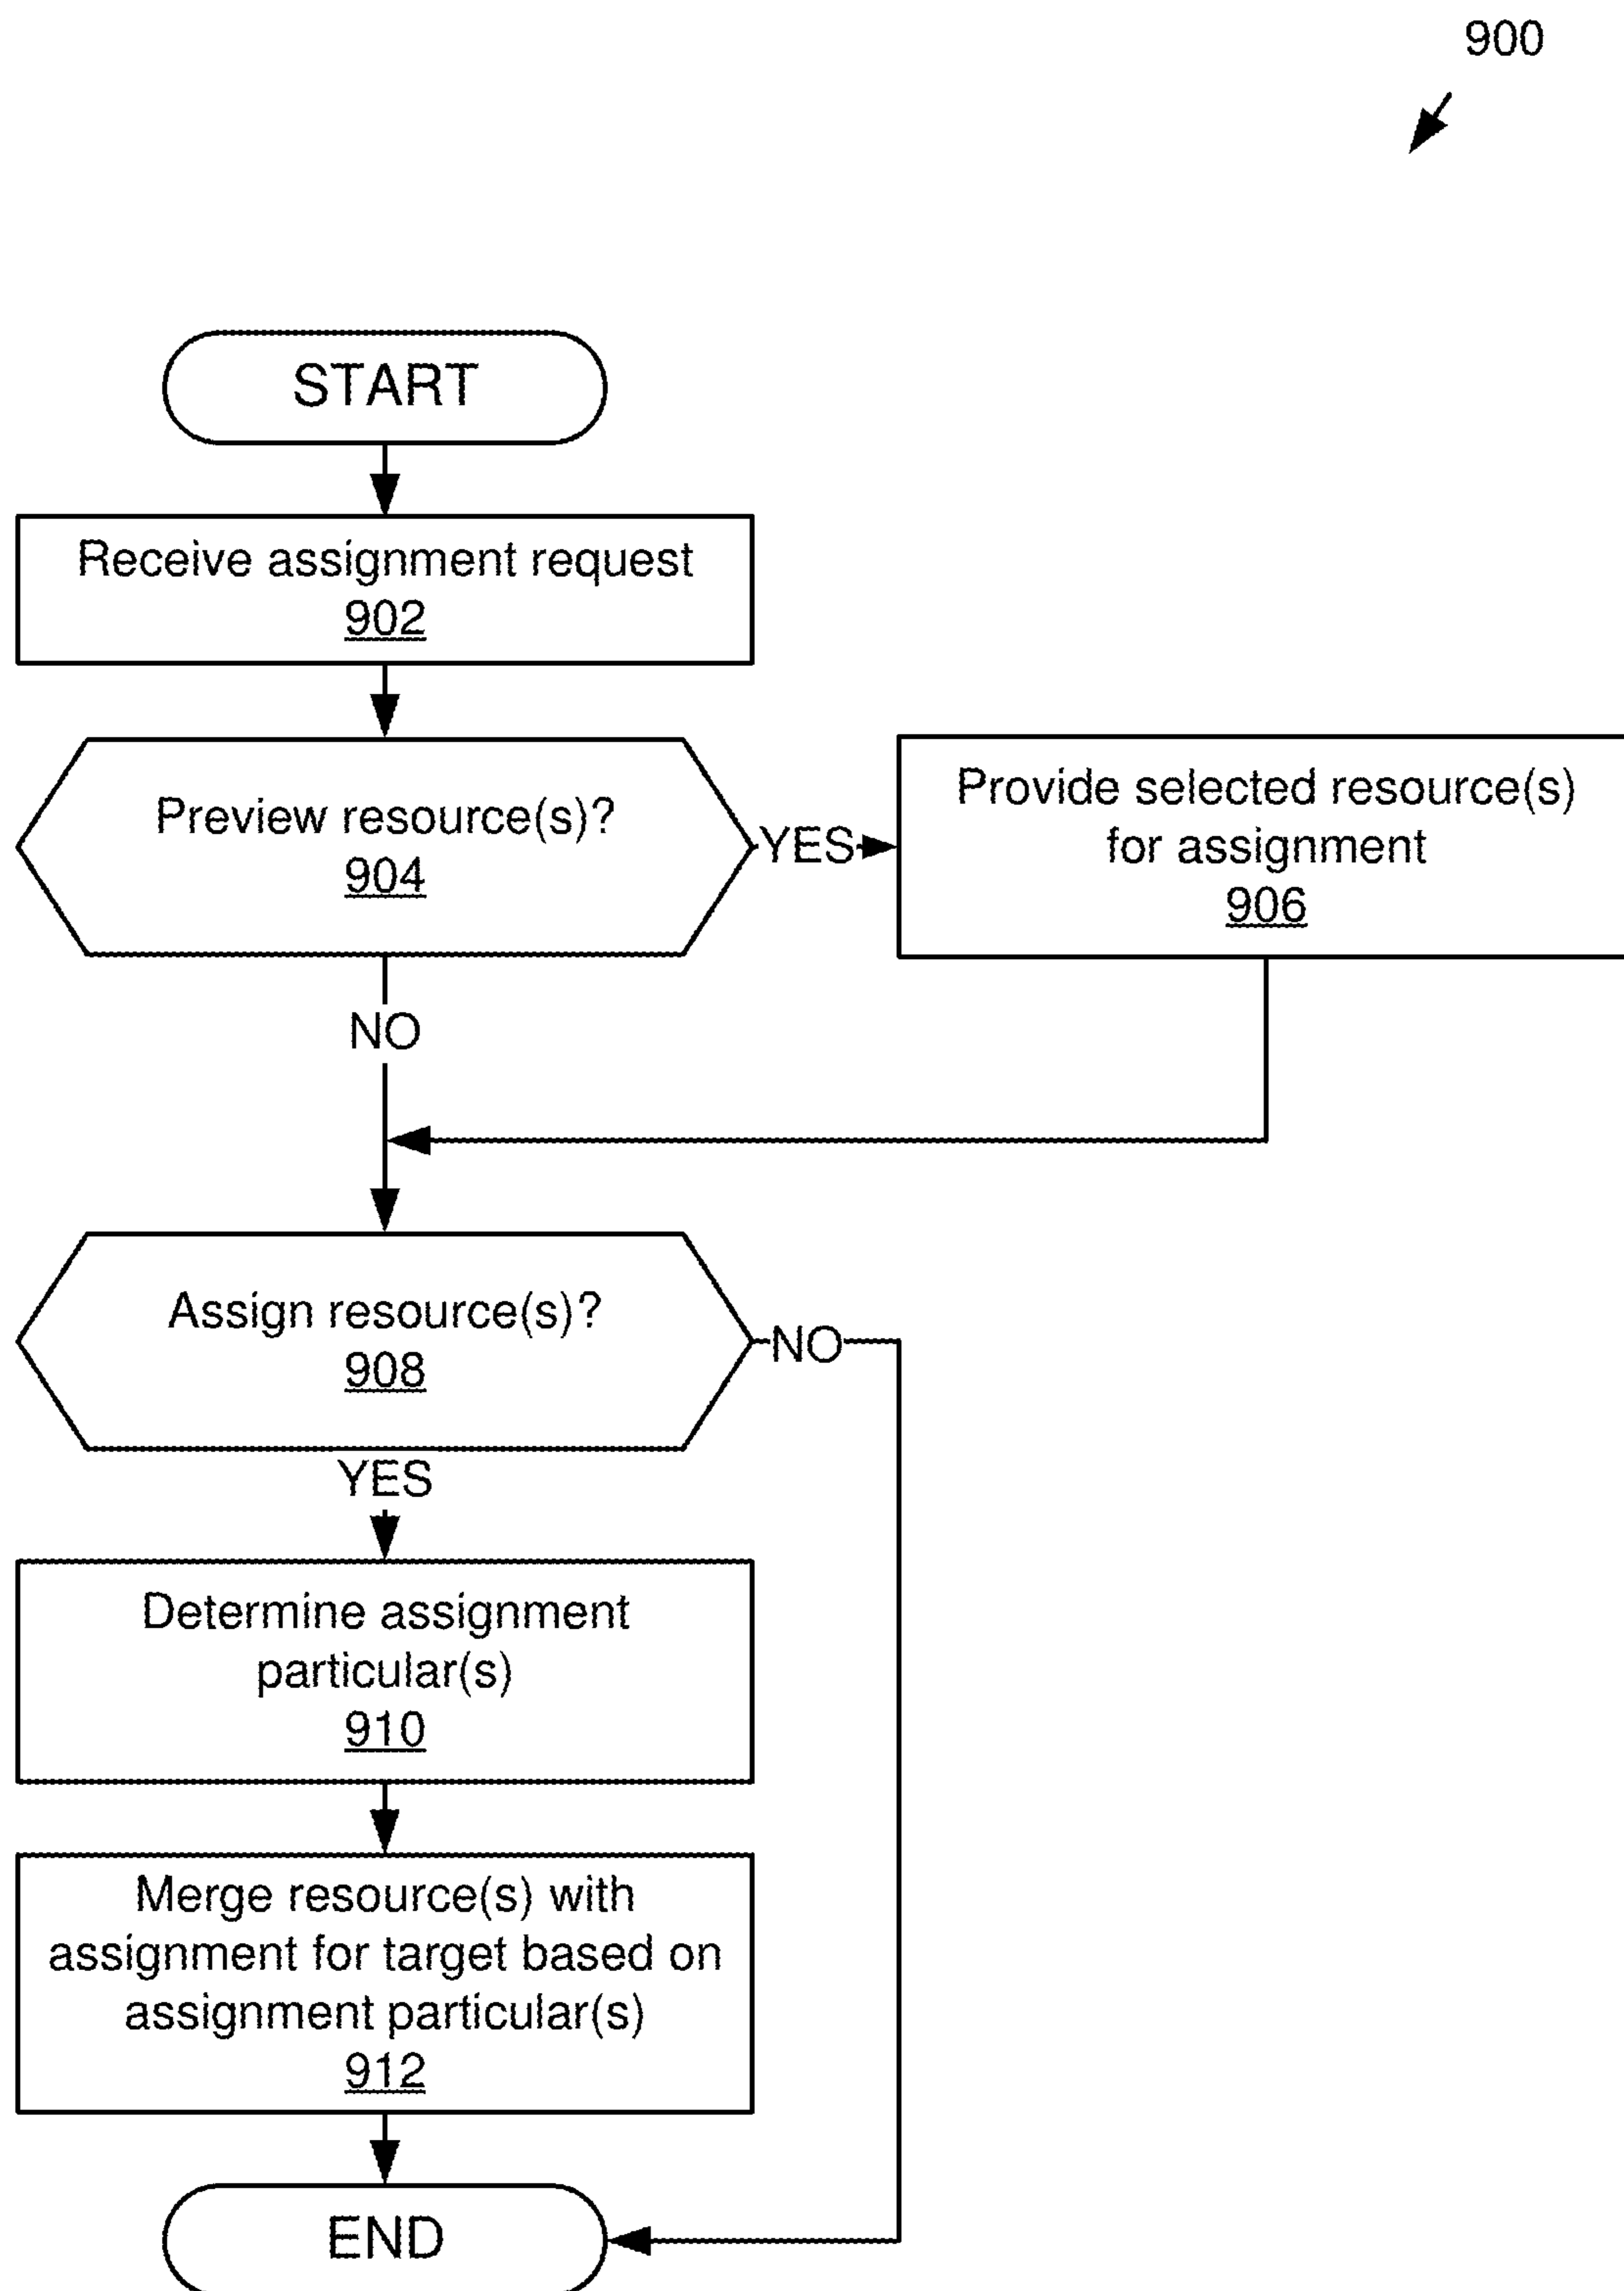 900
START
Receive assignment request
902
Preview resource(s)?
904
YES
Provide selected resource(s)
for assignment
906
NO
Assign resource(s)?
908
NO
YES
Determine assignment
particular(s)
910
Merge resource(s) with
assignment for target based on
assignment particular(s)
912
END